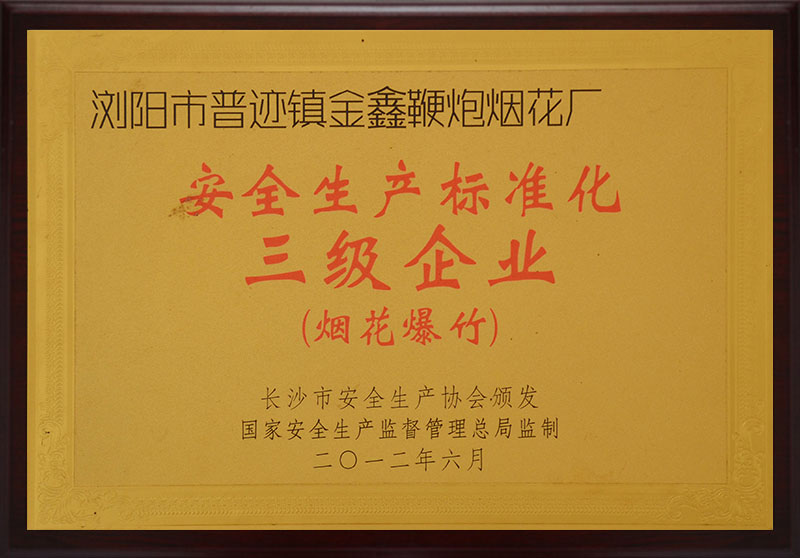 浏阳市普迹镇金鑫鞭炮烟花厂
安全生产标准化
三级企业
(烟花爆竹)
长沙市安全生产协会·颁发
国家安全生产监督管理总局监制
二〇一二年六月